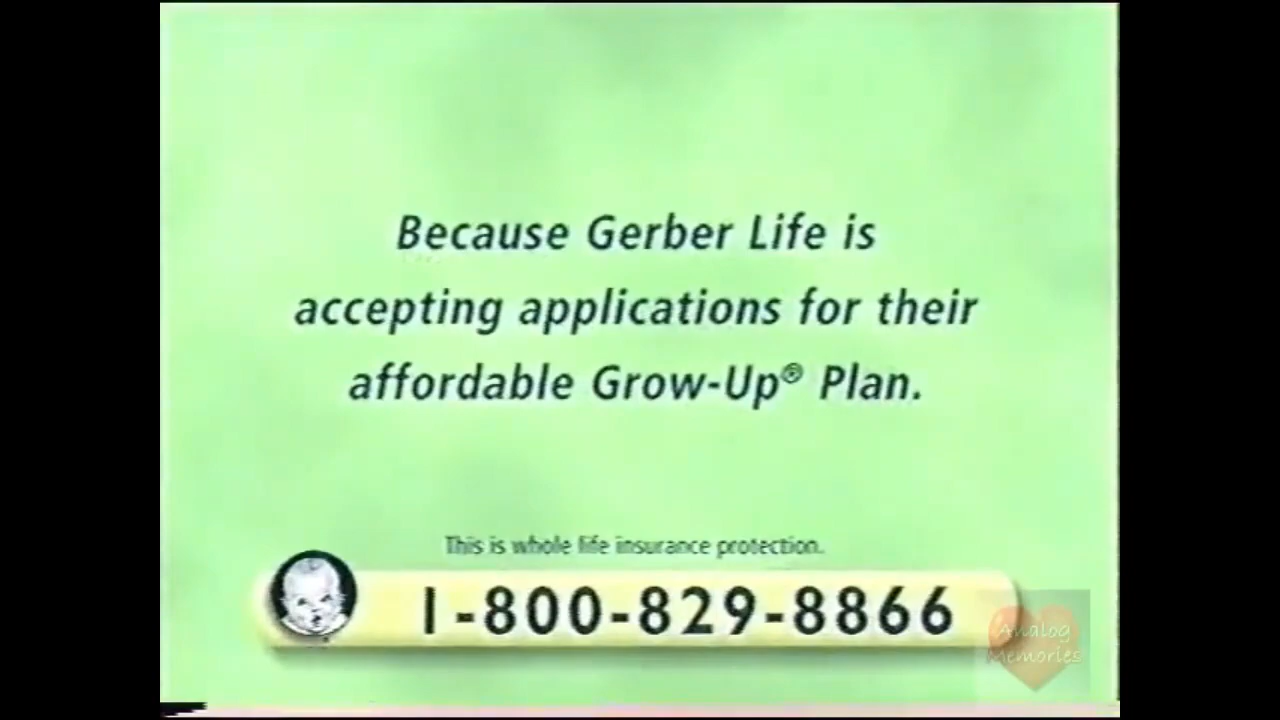 Because Gerber Life is
accepting applications for their
affordable Grow-Up® Plan.
This is whole life insurance protection.
1-800-829-8866
Analog
Memories